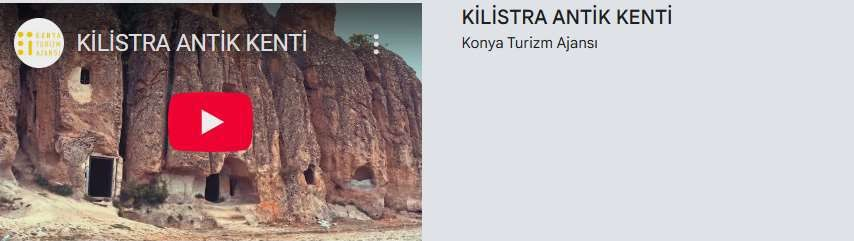 KONYA
TURİZM
AJANSI
KİLİSTRA ANTİK KENTİ
KİLİSTRA ANTİK KENTİ
Konya Turizm Ajansı